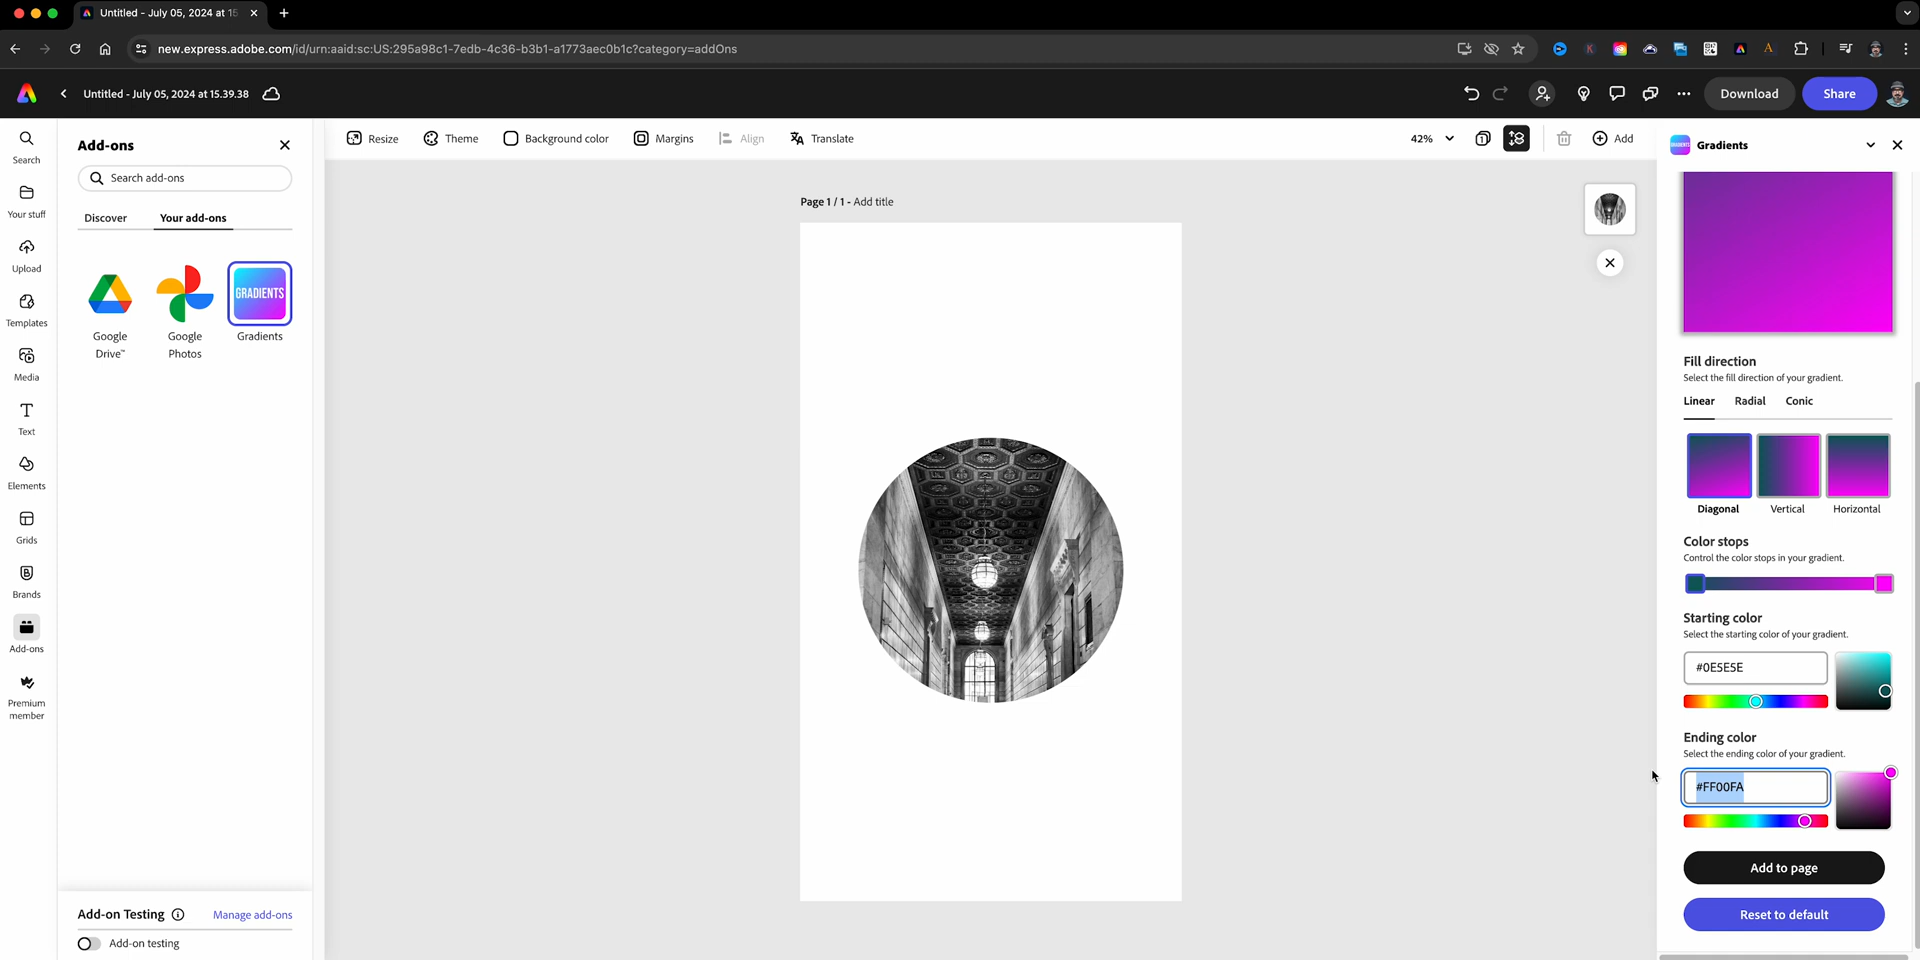 Untitled - July 05, 2024 at 15
new.express.adobe.com/id/urn:aaid:sc:US:295a98c1-7edb-4c36-b3b1-a1773aec0b1c?category=addOns
Untitled - July 05, 2024 at 15.39.38
Download
Share
Search
Your stuff
Upload
Templates
Media
Text
Elements
Grids
Brands
Add-ons
Premium
member
Add-ons
Search add-ons
Discover
Your add-ons
GRADIENTS
Google
Drive™
Google
Photos
Gradients
Add-on Testing
Manage add-ons
Add-on testing
Resize
Theme
Background color
Margins
Align
Translate
42%
Add
Page 1 / 1 - Add title
Gradients
Fill direction
Select the fill direction of your gradient.
Linear
Radial
Conic
Diagonal
Vertical
Horizontal
Color stops
Control the color stops in your gradient.
Starting color
Select the starting color of your gradient.
#0E5E5E
Ending color
Select the ending color of your gradient.
#FF00FA
Add to page
Reset to default